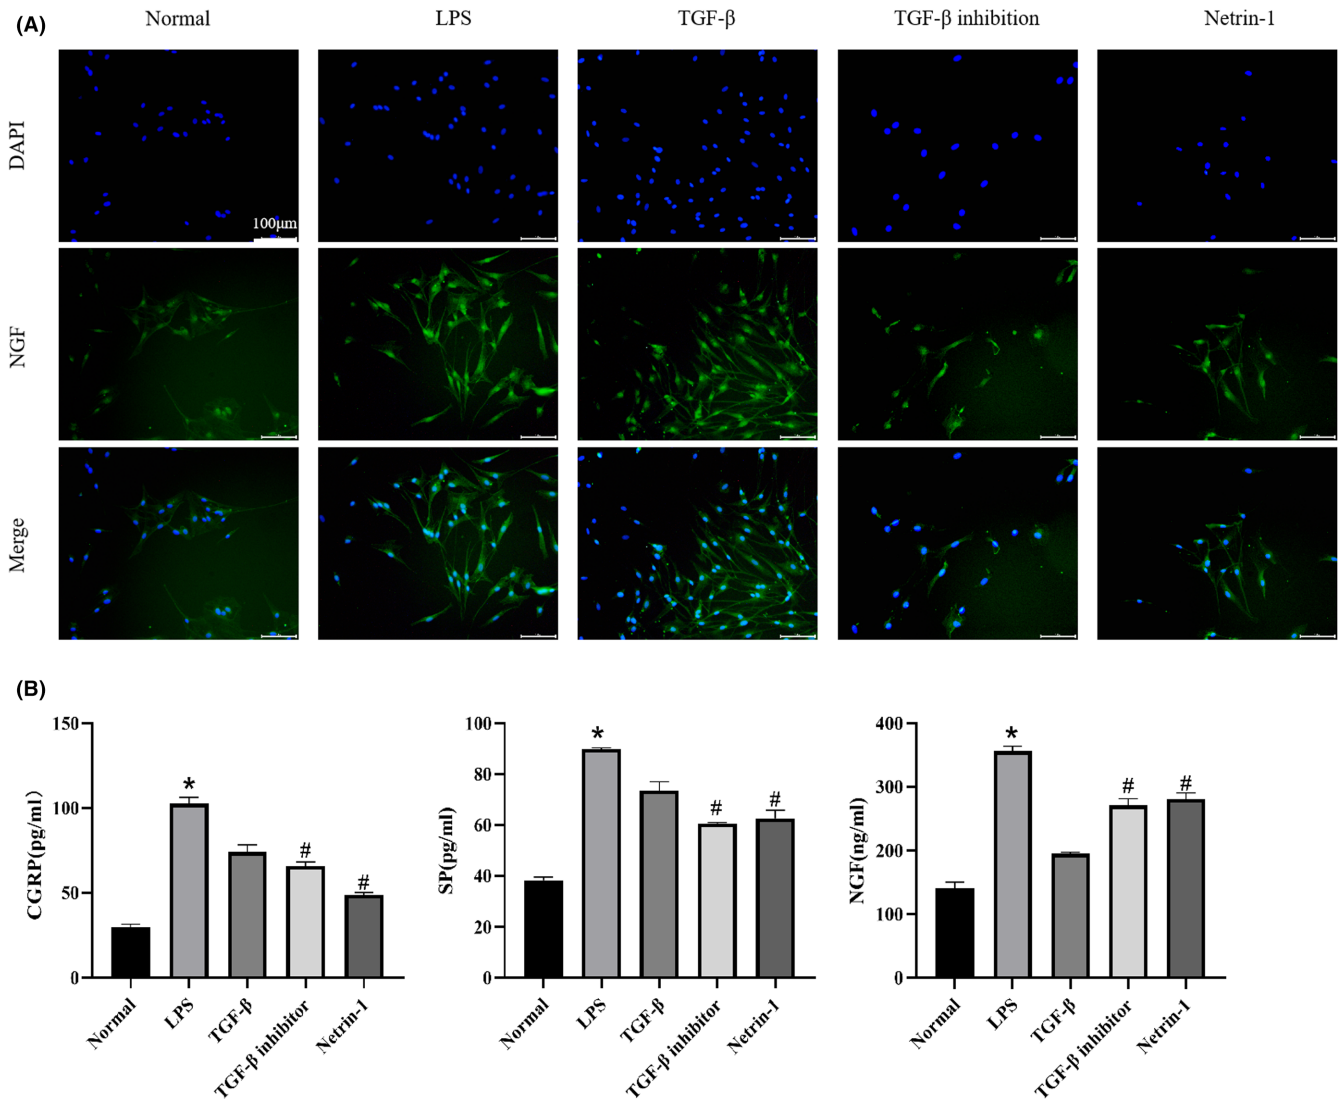 (A)
Normal
LPS
TGF-β
TGF-β inhibition
Netrin-1
DAPI
100μm
NGF
Merge
(B)
CGRP(pg/ml)
150
100
50
0
*
#
#
Normal
LPS
TGF-β
TGF-β inhibitor
Netrin-1
SP(pg/ml)
100
80
60
40
20
0
*
#
#
Normal
LPS
TGF-β
TGF-β inhibitor
Netrin-1
NGF(ng/ml)
400
300
200
100
0
*
#
#
Normal
LPS
TGF-β
TGF-β inhibitor
Netrin-1